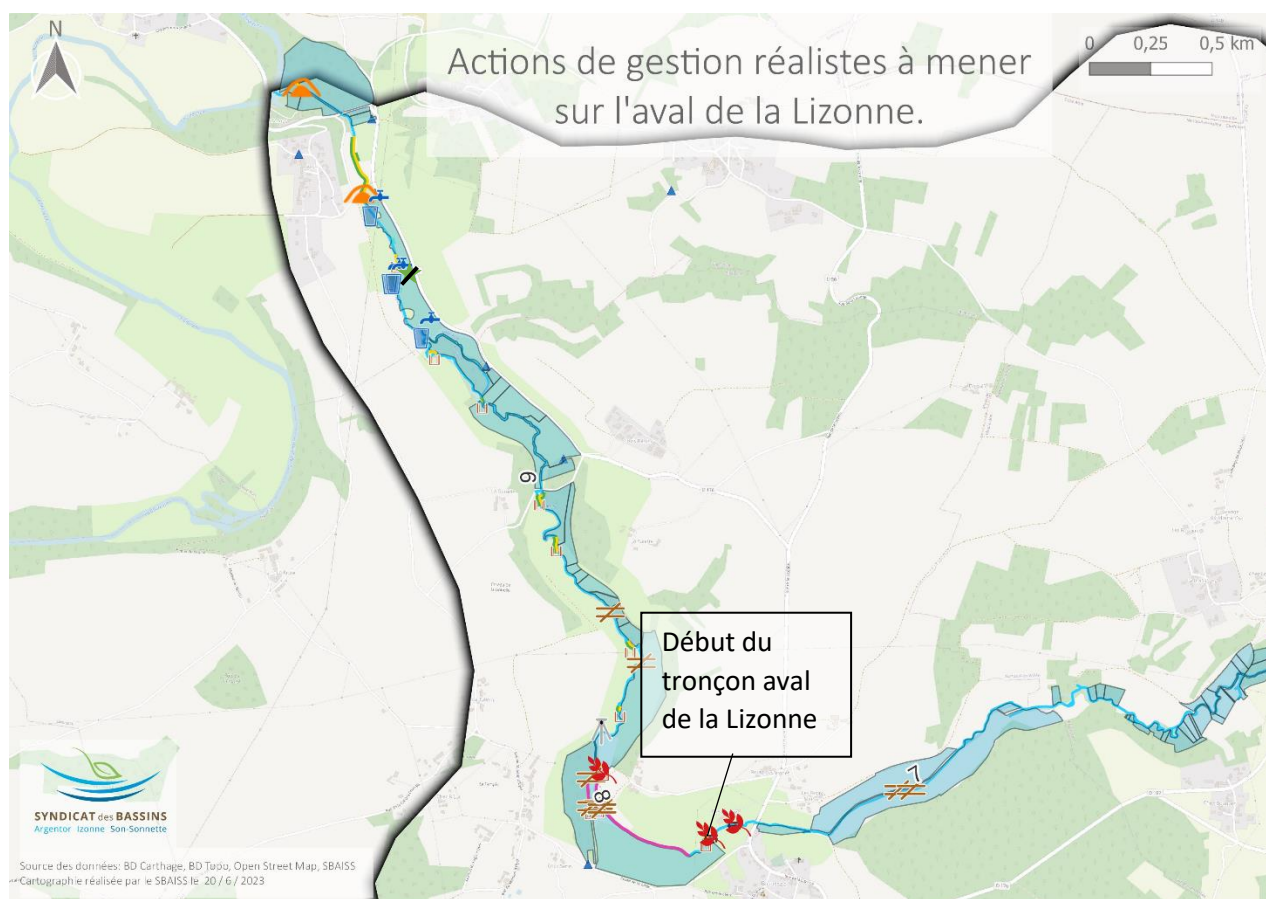 N
Actions de gestion réalistes à mener
sur l'aval de la Lizonne.
0 0,25 0,5 km
9
Début du
tronçon aval
de la Lizonne
7
8
SYNDICAT des BASSINS
Argentor Izonne Son-Sonnette
Source des données: BD Carthage, BD Topo, Open Street Map, SBAISS
Cartographie réalisée par le SBAISS le 20 / 6 / 2023